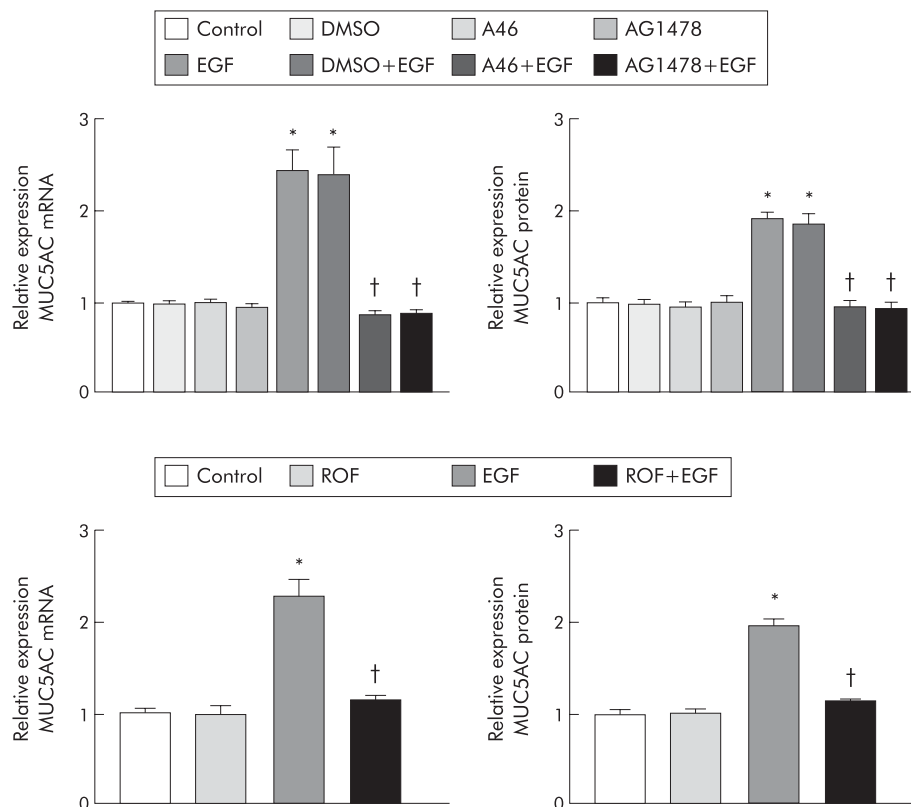 Control DMSO A46 AG1478
EGF DMSO+EGF A46+EGF AG1478+EGF
Relative expression
MUC5AC mRNA
3
2
1
0
* *
† †
Relative expression
MUC5AC protein
3
2
1
0
* *
† †
Control ROF EGF ROF+EGF
Relative expression
MUC5AC mRNA
3
2
1
0
*
†
Relative expression
MUC5AC protein
3
2
1
0
*
†